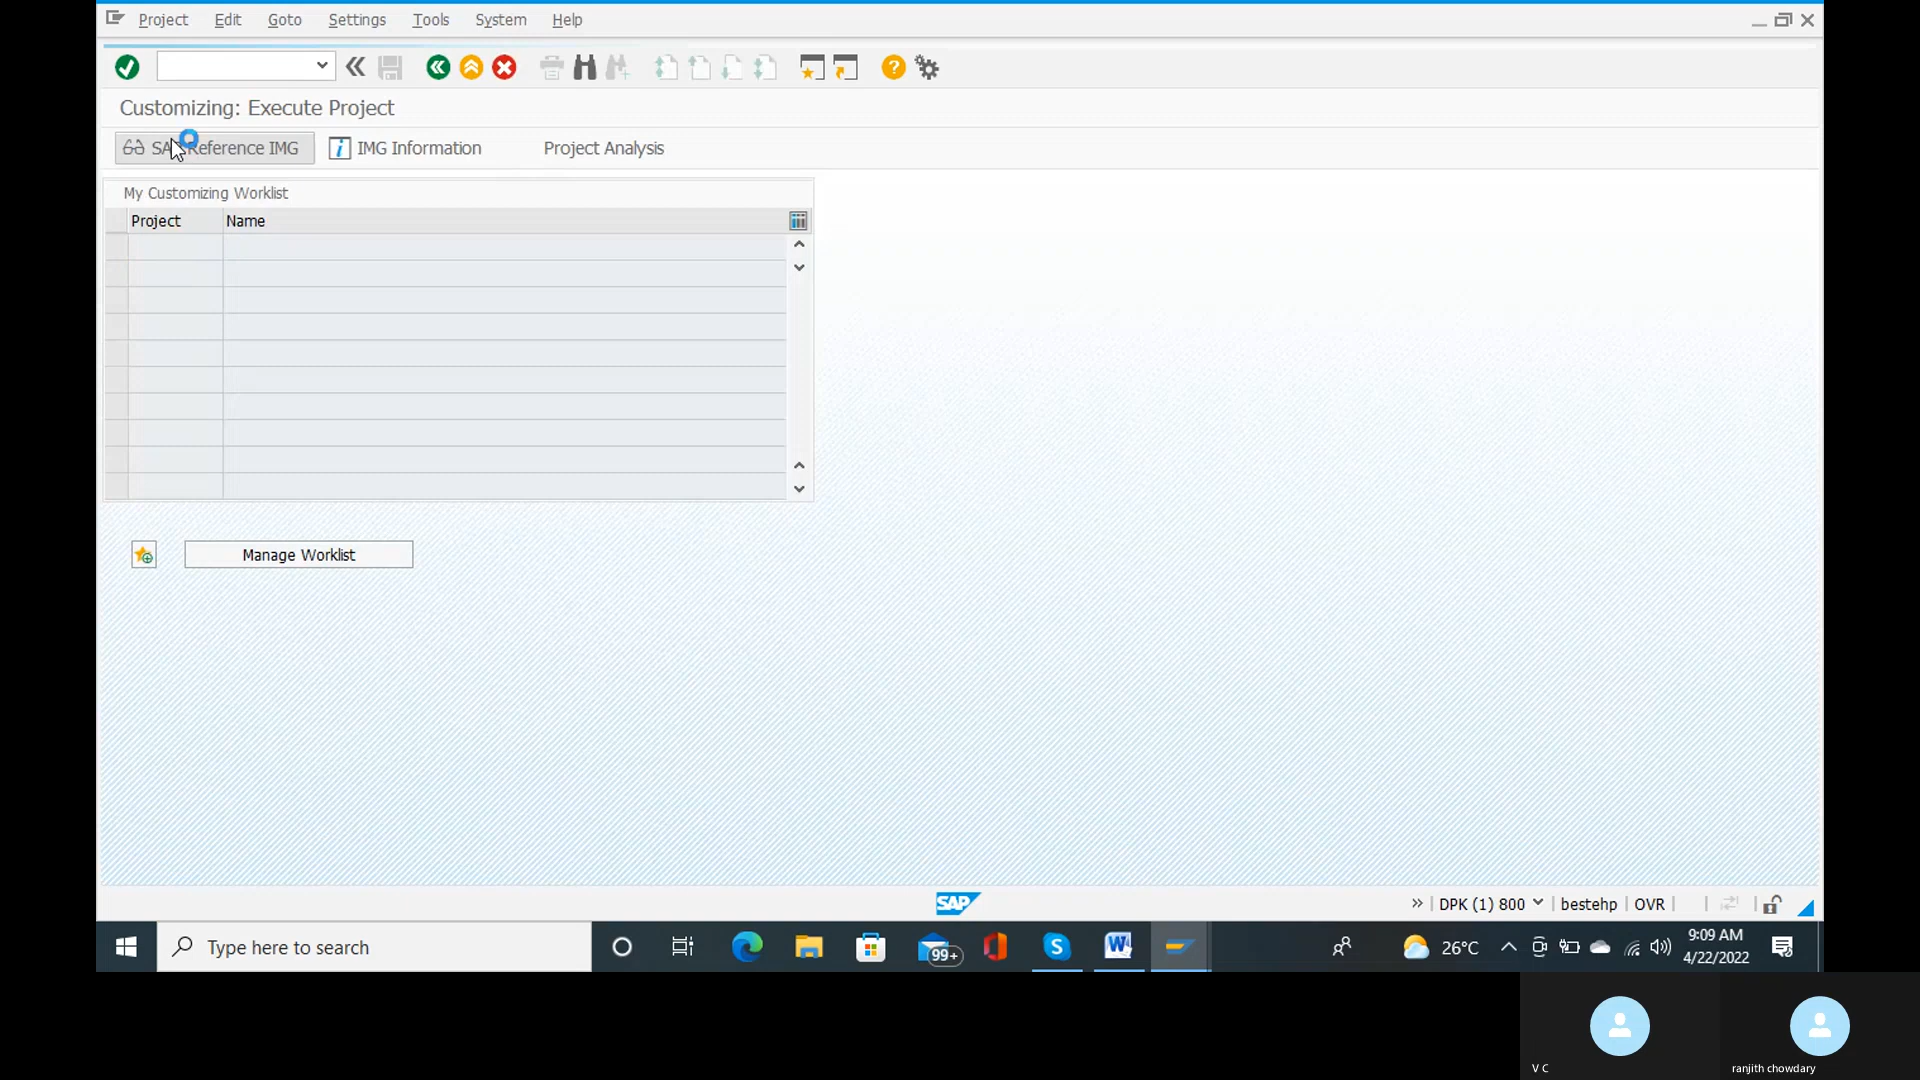 Project Edit Goto Settings Tools System Help
Customizing: Execute Project
SAP Reference IMG IMG Information Project Analysis
My Customizing Worklist
Project Name
Manage Worklist
SAP DPK (1) 800 bestehp OVR
Type here to search 99+ 26°C 9:09 AM
4/22/2022
V C ranjith chowdary